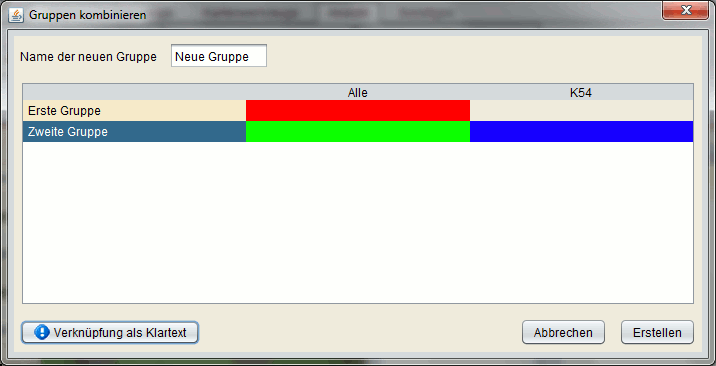 Gruppen kombinieren
Name der neuen Gruppe Neue Gruppe
Alle K54
Erste Gruppe
Zweite Gruppe
Verknüpfung als Klartext Abbrechen Erstellen